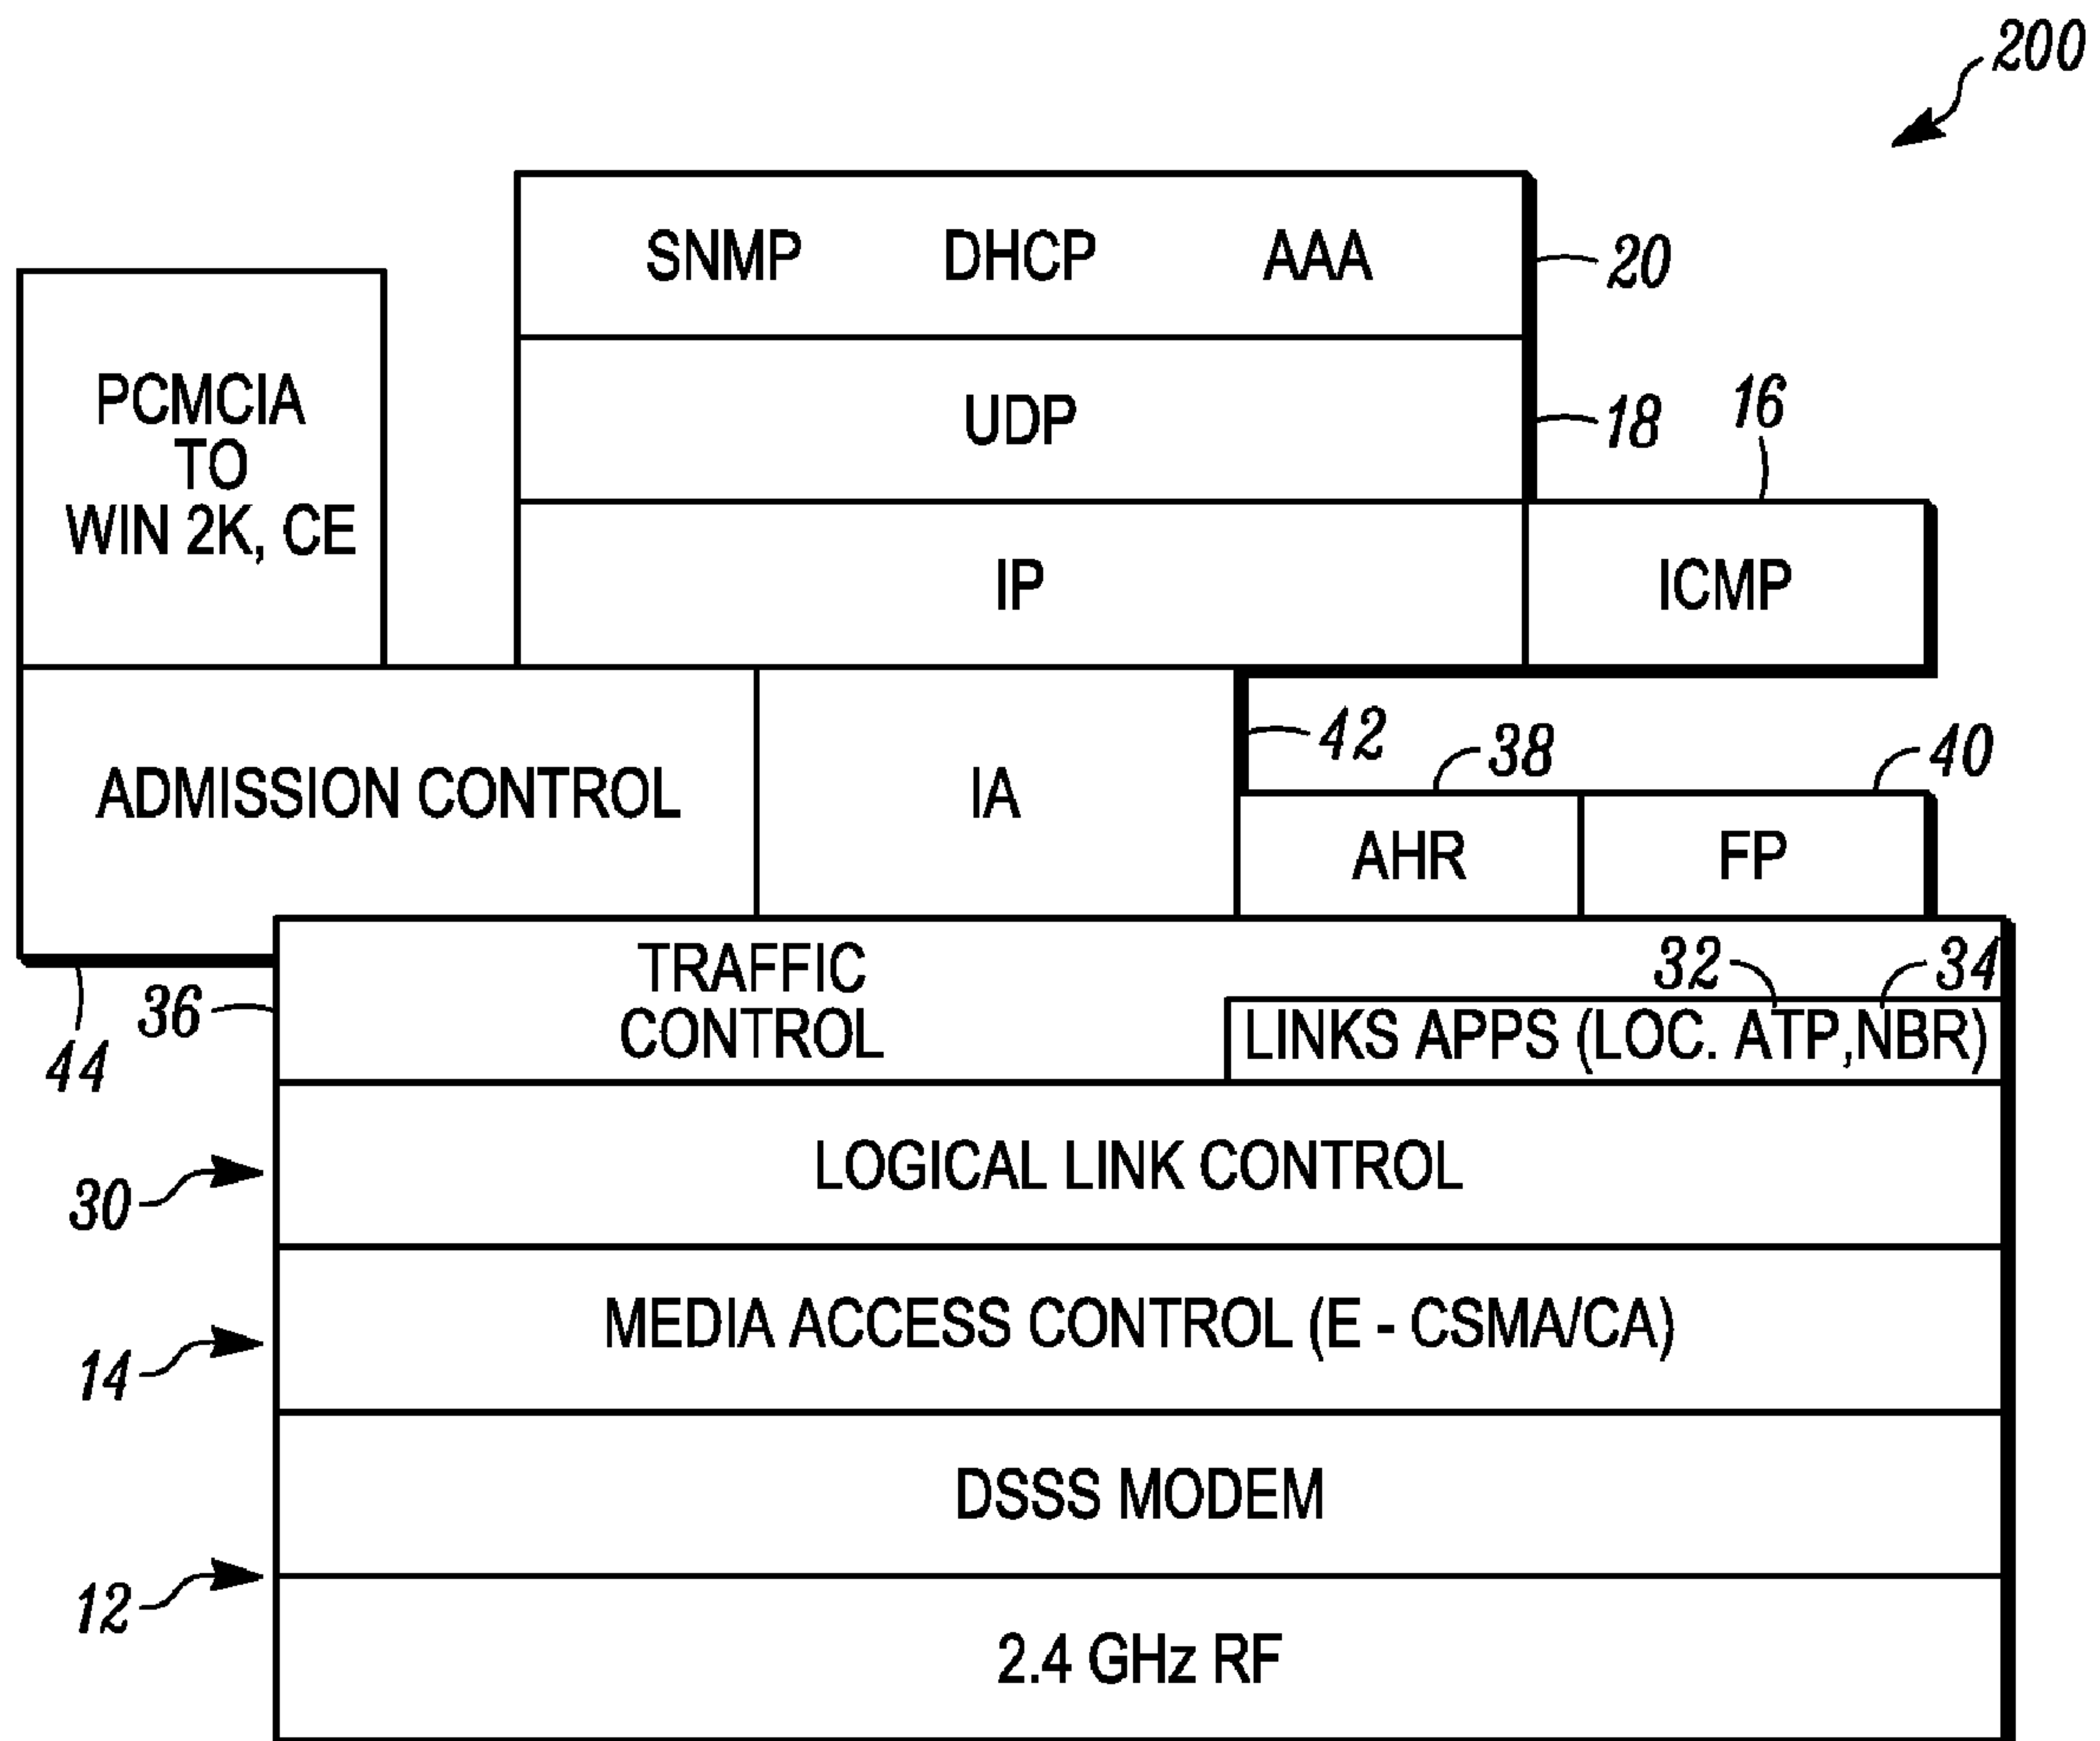 200
SNMP DHCP AAA
20
PCMCIA
TO
WIN 2K, CE
UDP
18
16
IP
ICMP
42
38
40
ADMISSION CONTROL
IA
AHR
FP
TRAFFIC
CONTROL
32
34
36
LINKS APPS (LOC. ATP,NBR)
44
LOGICAL LINK CONTROL
30
MEDIA ACCESS CONTROL (E - CSMA/CA)
14
DSSS MODEM
12
2.4 GHz RF